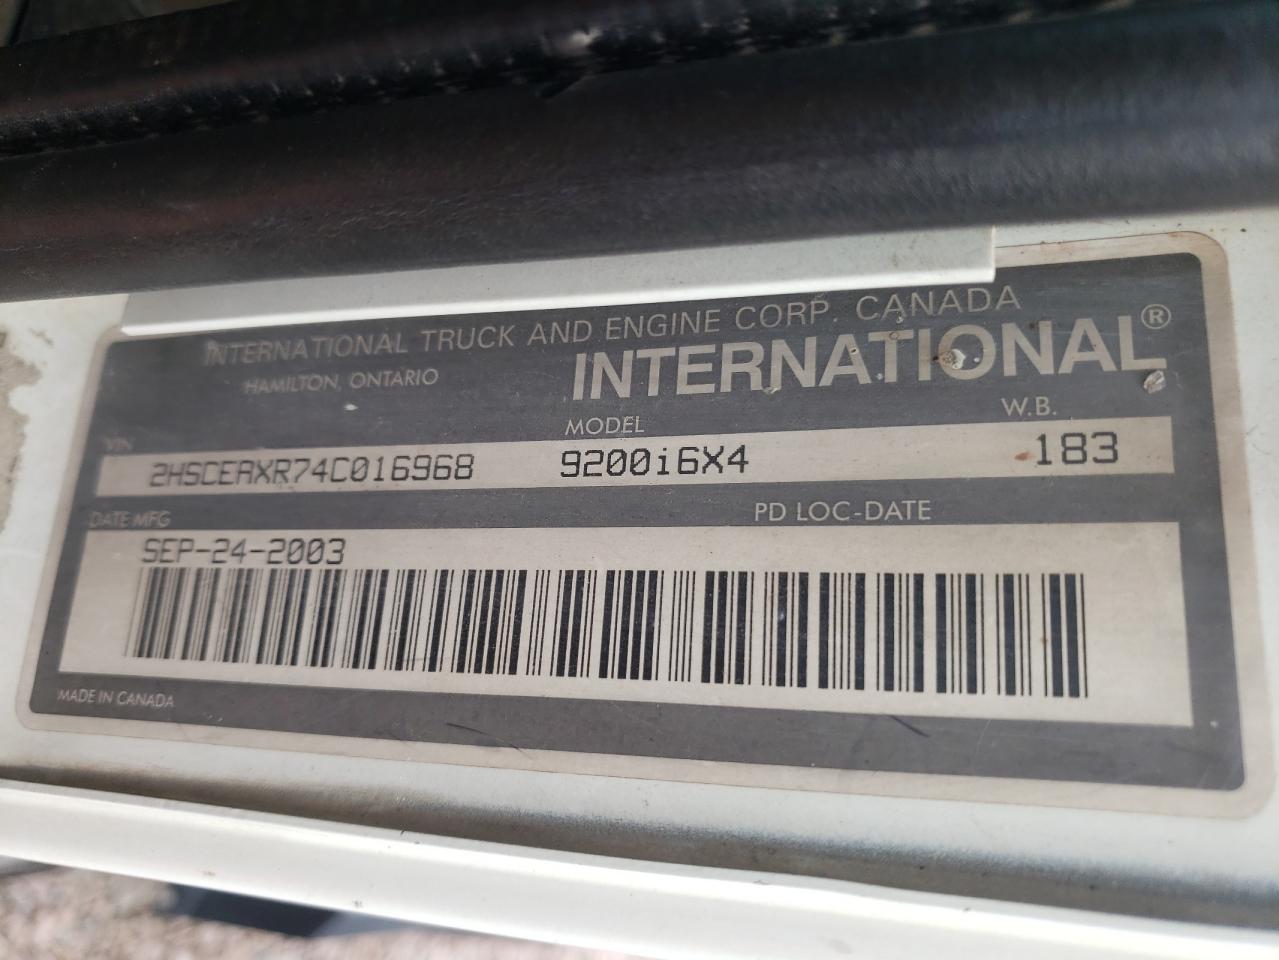 INTERNATIONAL TRUCK AND ENGINE CORP. CANADA
HAMILTON, ONTARIO
INTERNATIONAL®
VIN
MODEL
W.B.
2HSCEAXR74C016968
9200i6X4
183
DATE MFG
PD LOC-DATE
SEP-24-2003
MADE IN CANADA